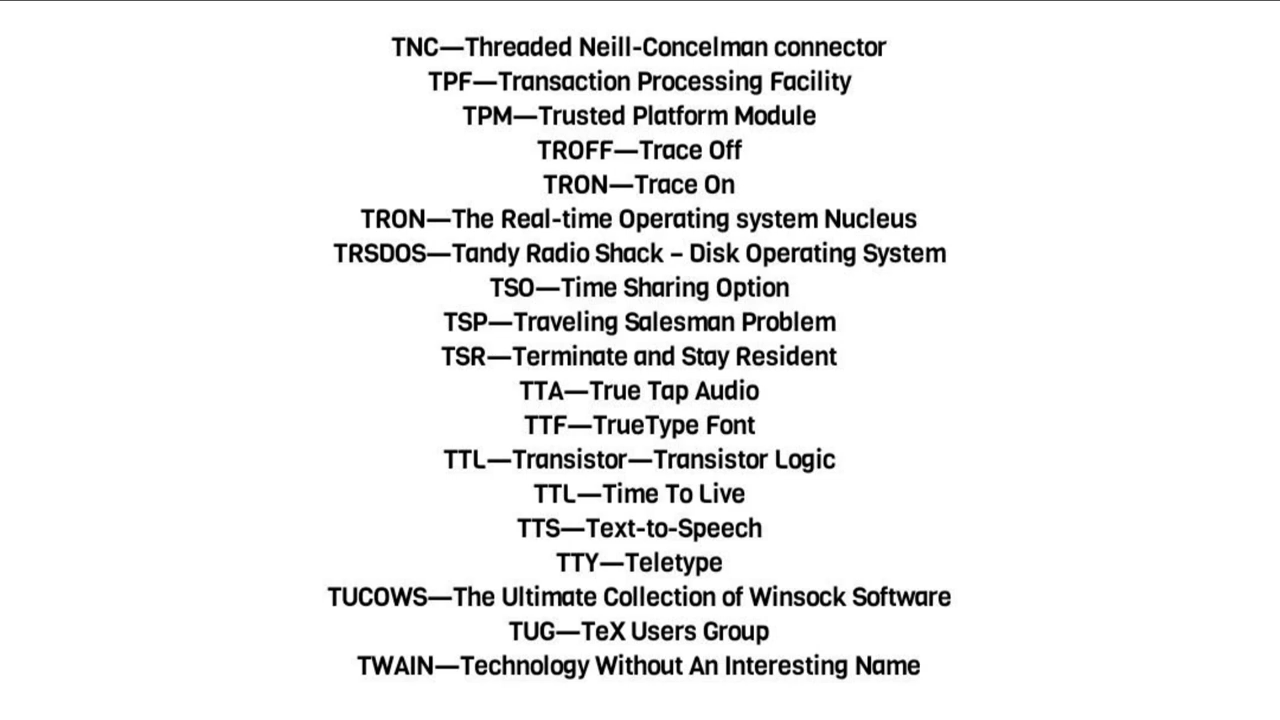 TNC—Threaded Neill-Concelman connector
TPF—Transaction Processing Facility
TPM—Trusted Platform Module
TROFF—Trace Off
TRON—Trace On
TRON—The Real-time Operating system Nucleus
TRSDOS—Tandy Radio Shack – Disk Operating System
TSO—Time Sharing Option
TSP—Traveling Salesman Problem
TSR—Terminate and Stay Resident
TTA—True Tap Audio
TTF—TrueType Font
TTL—Transistor—Transistor Logic
TTL—Time To Live
TTS—Text-to-Speech
TTY—Teletype
TUCOWS—The Ultimate Collection of Winsock Software
TUG—TeX Users Group
TWAIN—Technology Without An Interesting Name